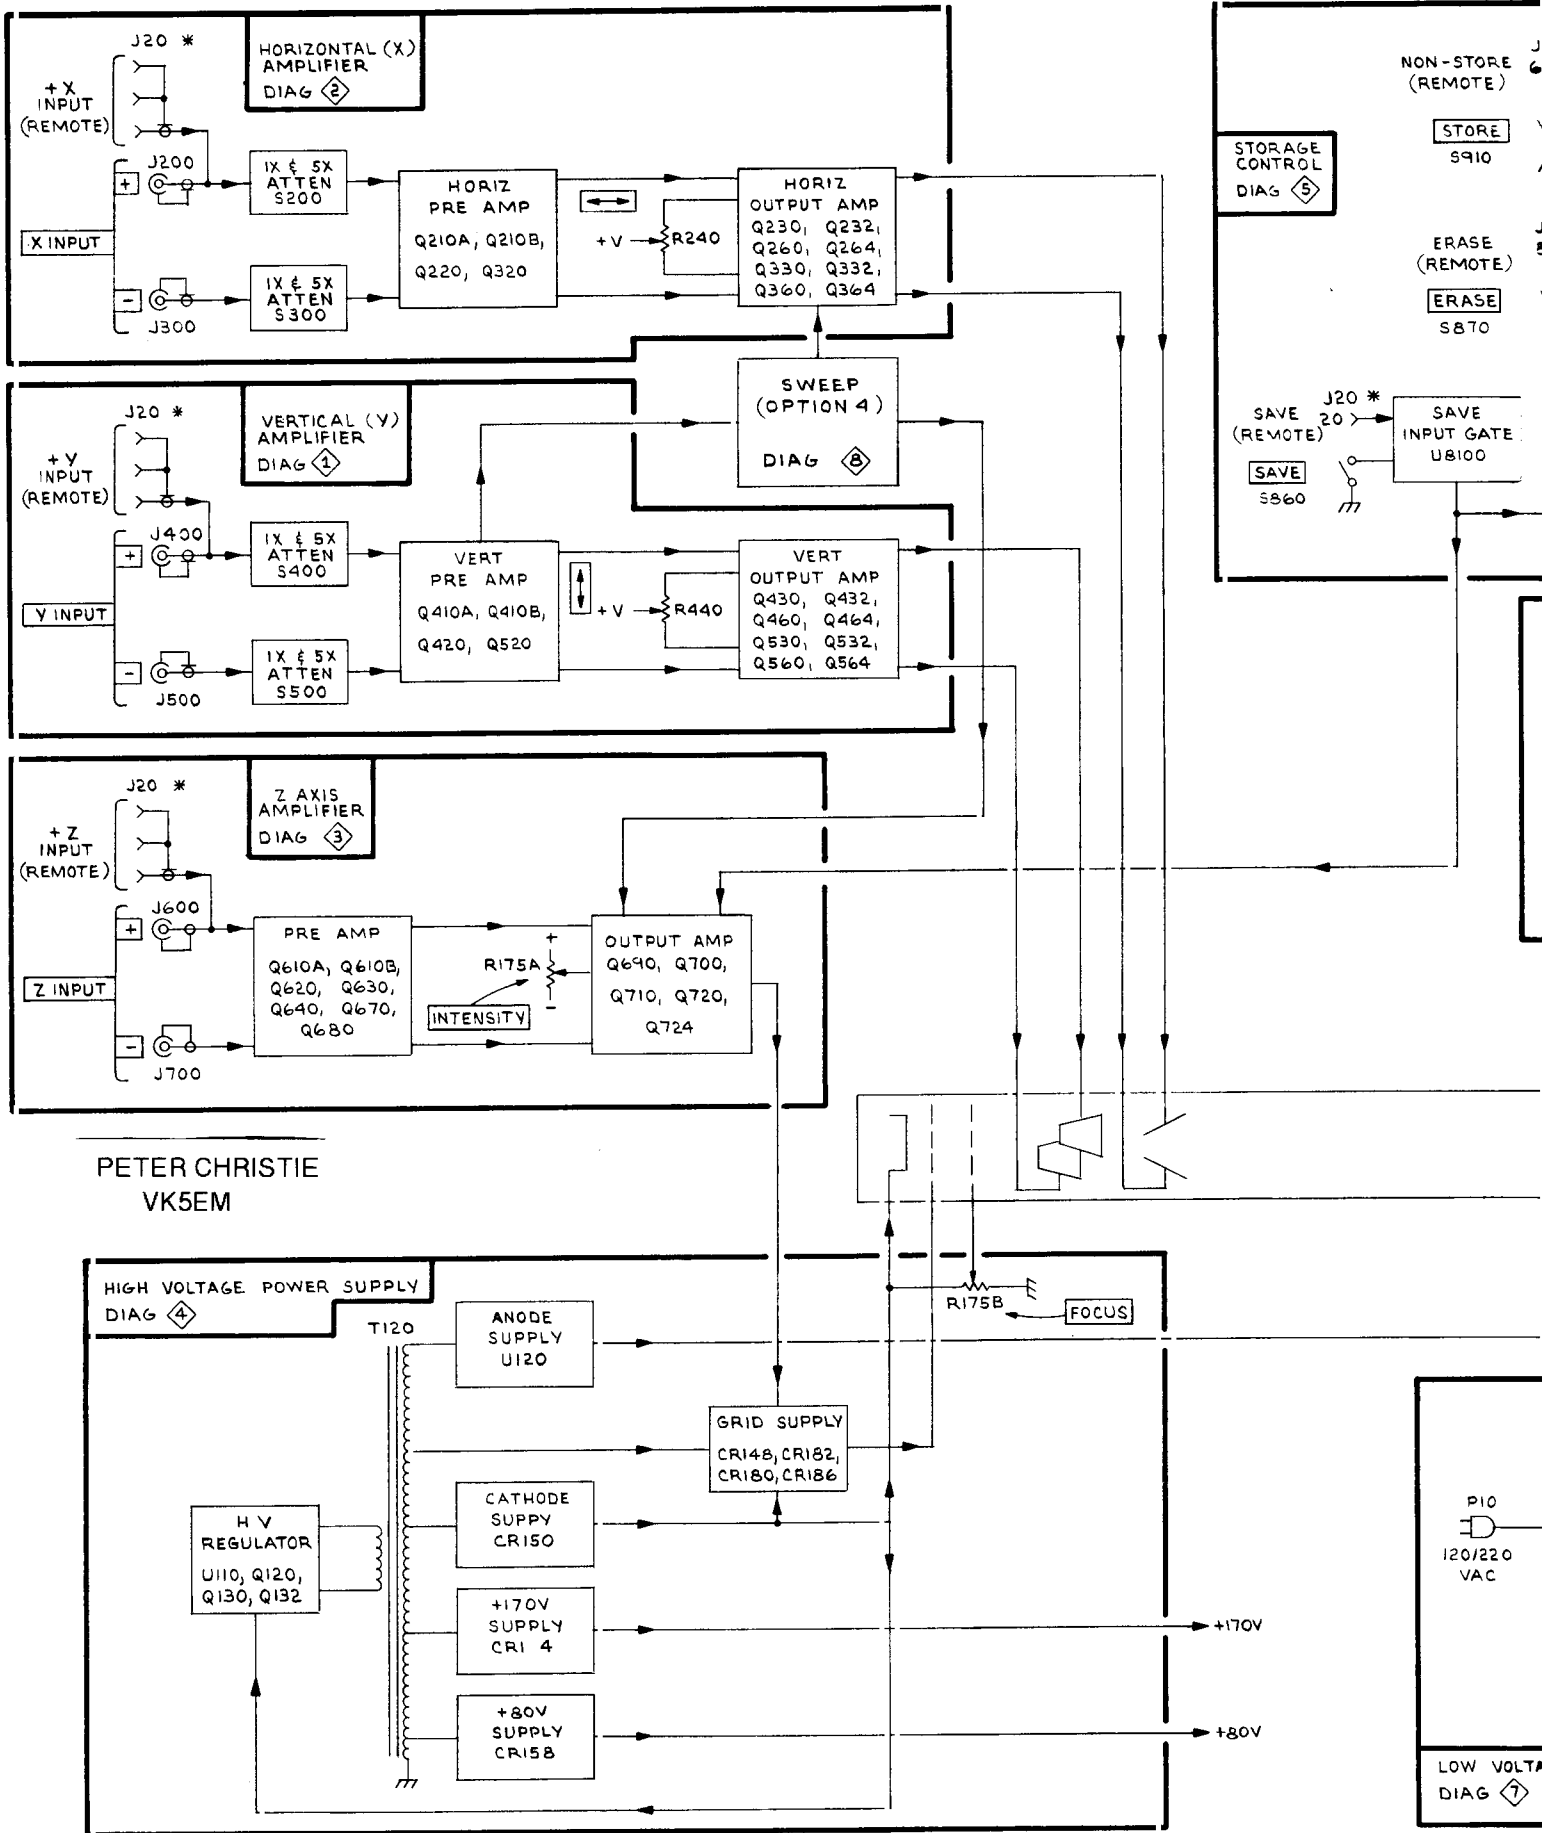 J20 *
HORIZONTAL (X)
AMPLIFIER
DIAG 2
+ X
INPUT
(REMOTE)
J200
+
1X & 5X
ATTEN
S200
X INPUT
-
J300
1X & 5X
ATTEN
S300
HORIZ
PRE AMP
Q210A, Q210B,
Q220, Q320
+V
R240
HORIZ
OUTPUT AMP
Q230, Q232,
Q260, Q264,
Q330, Q332,
Q360, Q364
SWEEP
(OPTION 4)
DIAG 8
J20 *
VERTICAL (Y)
AMPLIFIER
DIAG 1
+ Y
INPUT
(REMOTE)
J400
+
1X & 5X
ATTEN
S400
Y INPUT
-
J500
1X & 5X
ATTEN
S500
VERT
PRE AMP
Q410A, Q410B,
Q420, Q520
+V
R440
VERT
OUTPUT AMP
Q430, Q432,
Q460, Q464,
Q530, Q532,
Q560, Q564
J20 *
Z AXIS
AMPLIFIER
DIAG 3
+ Z
INPUT
(REMOTE)
J600
+
Z INPUT
-
J700
PRE AMP
Q610A, Q610B,
Q620, Q630,
Q640, Q670,
Q680
+
R175A
-
INTENSITY
OUTPUT AMP
Q690, Q700,
Q710, Q720,
Q724
NON-STORE
(REMOTE)
STORE
S910
STORAGE
CONTROL
DIAG 5
ERASE
(REMOTE)
ERASE
S870
J20 *
SAVE
(REMOTE)
20
SAVE
INPUT GATE
U8100
SAVE
S860
PETER CHRISTIE
VK5EM
HIGH VOLTAGE POWER SUPPLY
DIAG 4
T120
ANODE
SUPPLY
U120
R175B
FOCUS
GRID SUPPLY
CR148, CR182,
CR180, CR186
CATHODE
SUPPY
CR150
H V
REGULATOR
U110, Q120,
Q130, Q132
+170V
SUPPLY
CR1 4
+170V
+80V
SUPPLY
CR158
+80V
P10
120/220
VAC
LOW VOLTA
DIAG 7